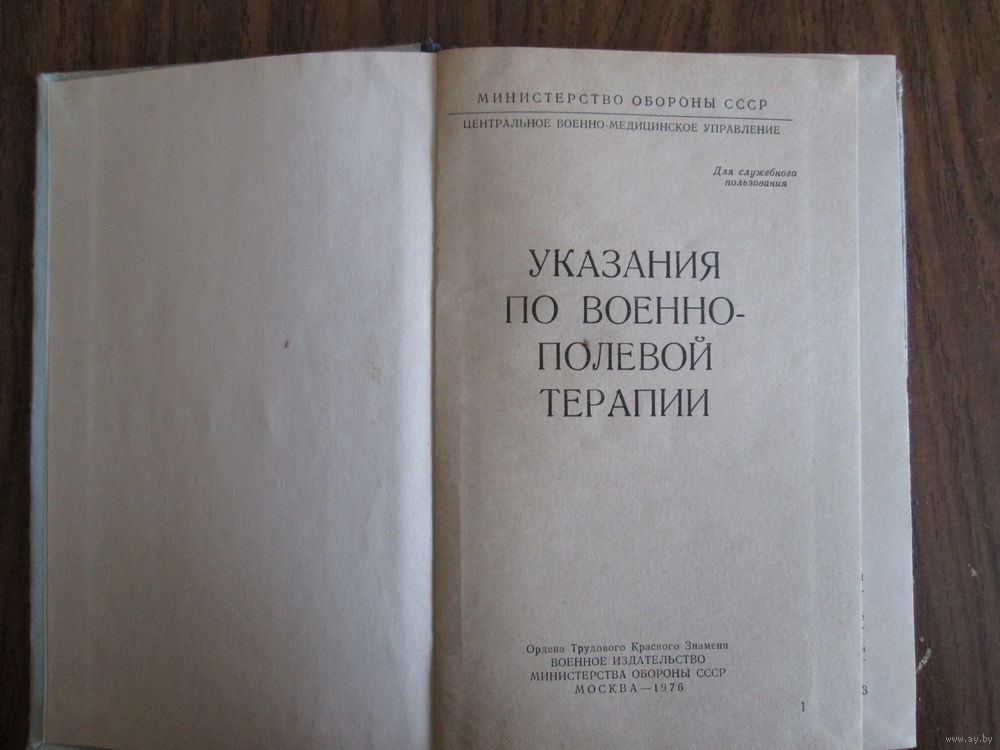 МИНИСТЕРСТВО ОБОРОНЫ СССР
ЦЕНТРАЛЬНОЕ ВОЕННО-МЕДИЦИНСКОЕ УПРАВЛЕНИЕ
Для служебного
пользования
УКАЗАНИЯ
ПО ВОЕННО-
ПОЛЕВОЙ
ТЕРАПИИ
Ордена Трудового Красного Знамени
ВОЕННОЕ ИЗДАТЕЛЬСТВО
МИНИСТЕРСТВА ОБОРОНЫ СССР
МОСКВА—1976
1
3
www.ay.by